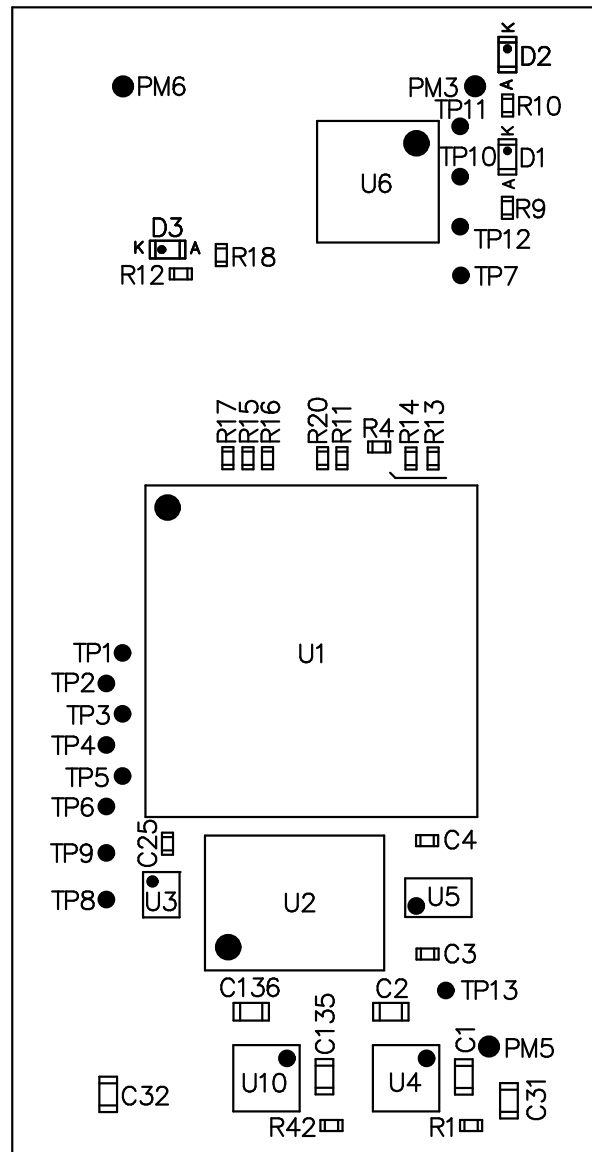 K
D2
PM6
PM3
A
R10
TP11
K
TP10
D1
U6
A
R9
D3
K
A
TP12
R18
R12
TP7
R17
R15
R16
R20
R11
R4
R14
R13
TP1
U1
TP2
TP3
TP4
TP5
TP6
C25
C4
TP9
TP8
U3
U2
U5
C3
C136
C2
TP13
C135
C1
PM5
U10
U4
C32
C31
R42
R1